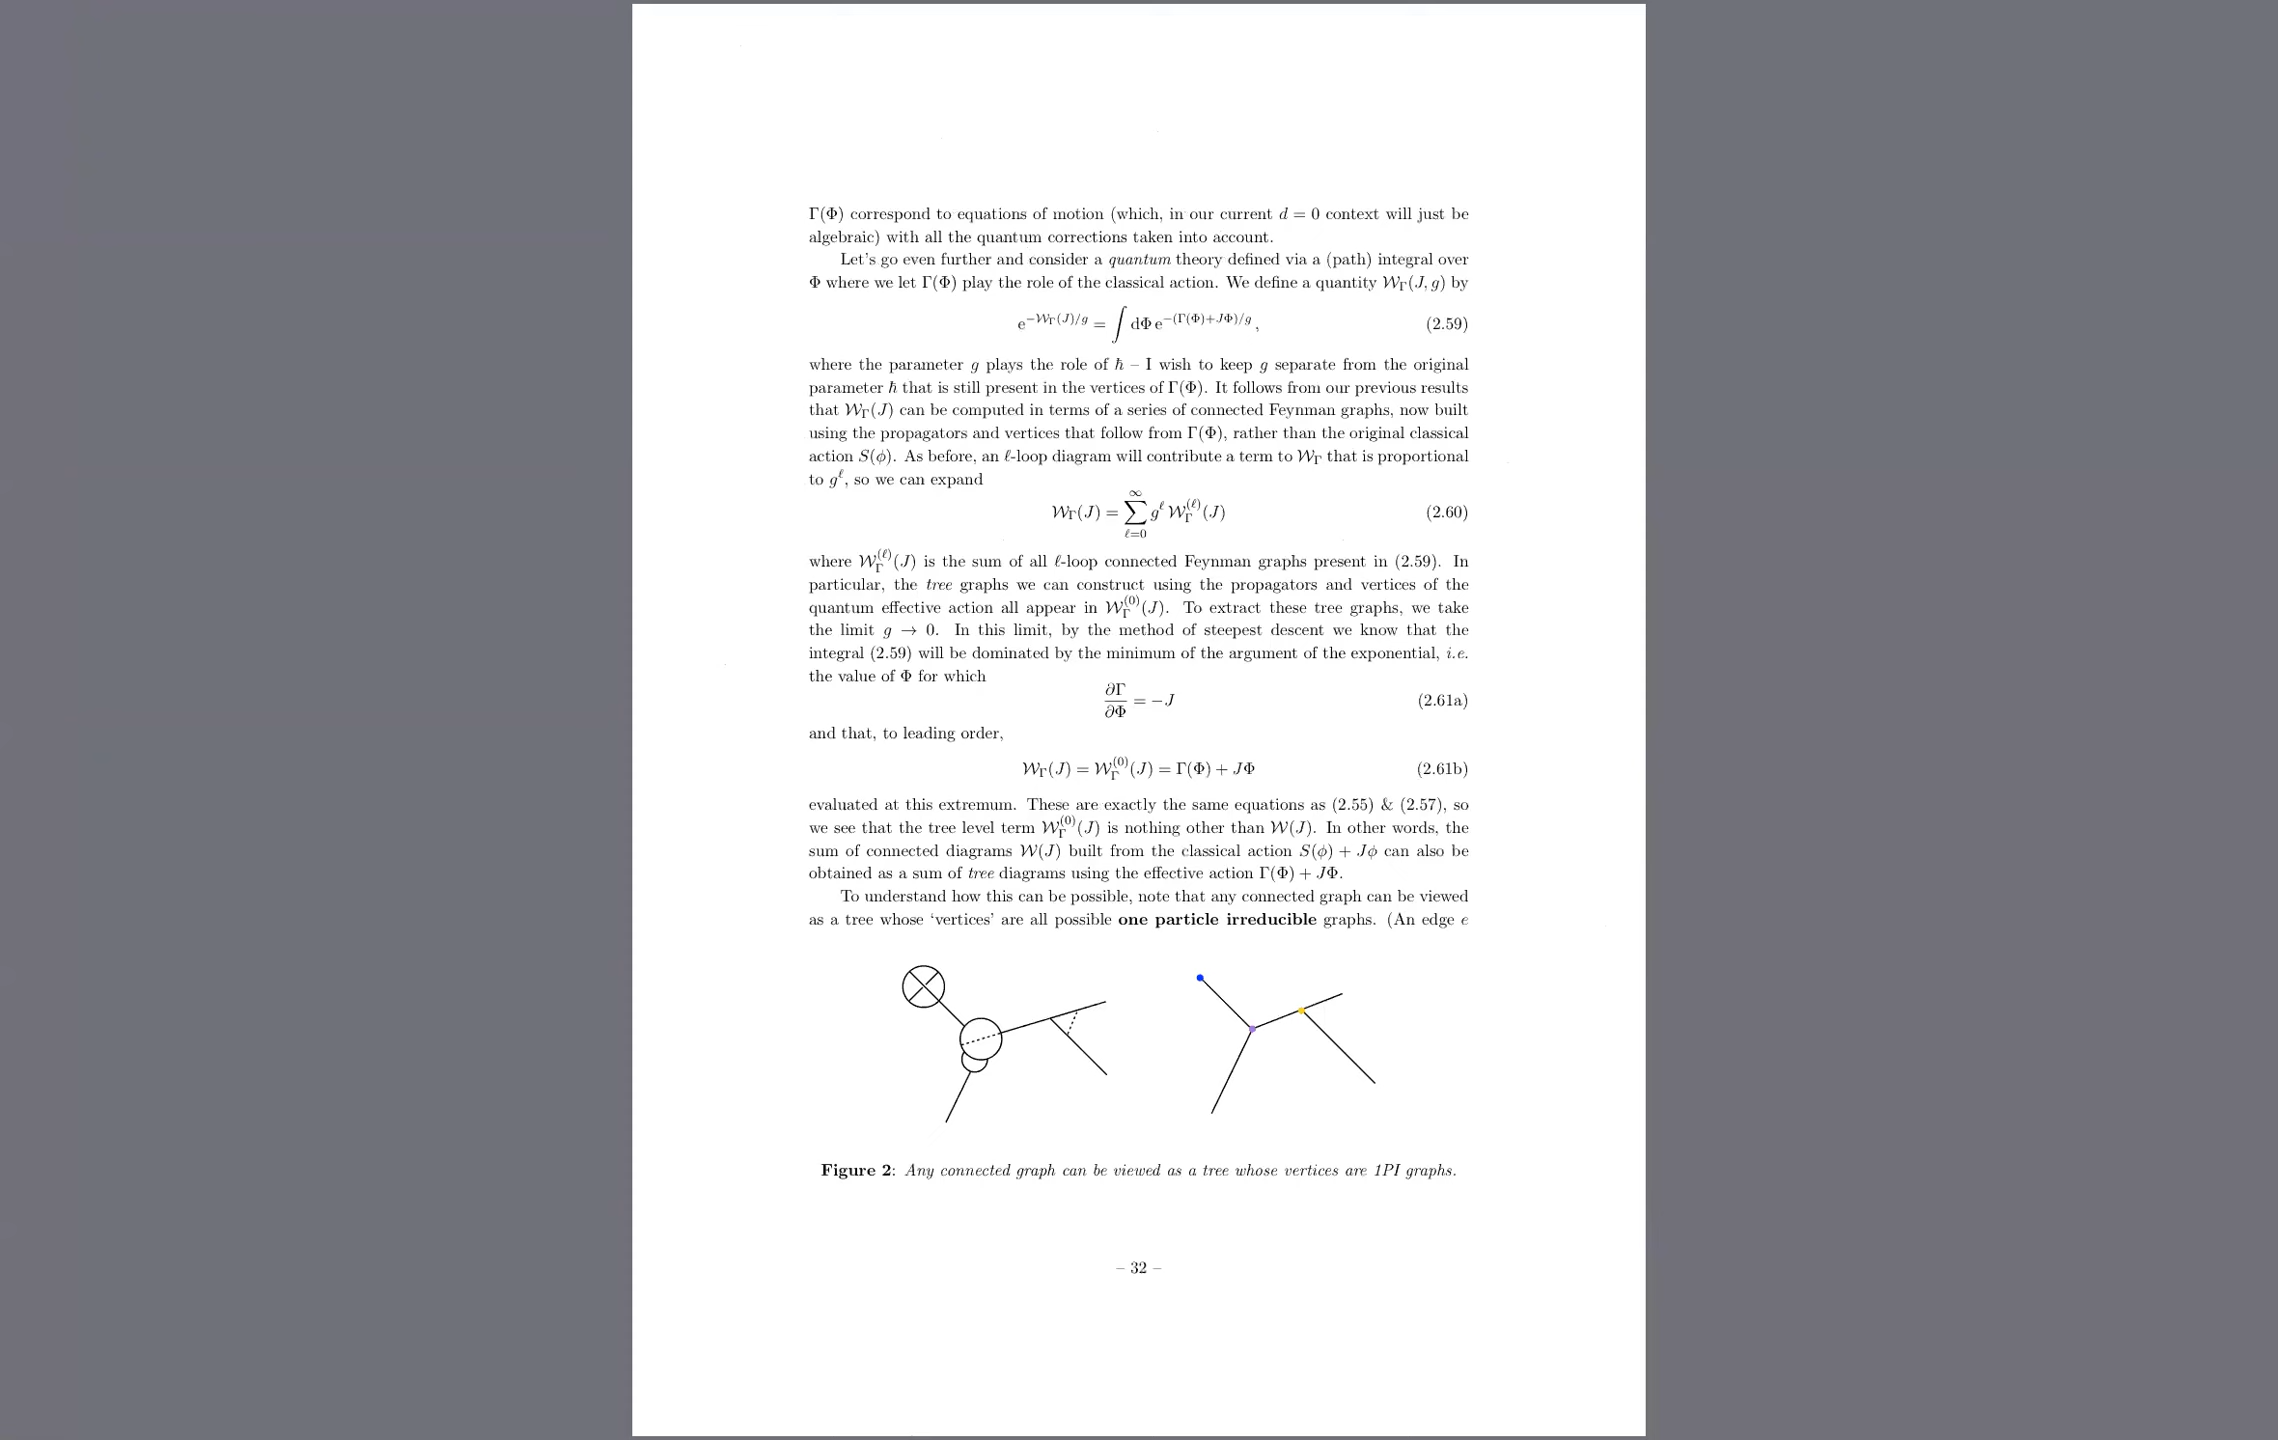 Γ(Φ) correspond to equations of motion (which, in our current d = 0 context will just be
algebraic) with all the quantum corrections taken into account.
Let's go even further and consider a quantum theory defined via a (path) integral over
Φ where we let Γ(Φ) play the role of the classical action. We define a quantity 𝒲_Γ(J, g) by
e^{−𝒲_Γ(J)/g} = ∫ dΦ e^{−(Γ(Φ)+JΦ)/g} , (2.59)
where the parameter g plays the role of ℏ – I wish to keep g separate from the original
parameter ℏ that is still present in the vertices of Γ(Φ). It follows from our previous results
that 𝒲_Γ(J) can be computed in terms of a series of connected Feynman graphs, now built
using the propagators and vertices that follow from Γ(Φ), rather than the original classical
action S(ϕ). As before, an ℓ-loop diagram will contribute a term to 𝒲_Γ that is proportional
to g^ℓ, so we can expand
𝒲_Γ(J) = ∑_{ℓ=0}^{∞} g^ℓ 𝒲_Γ^{(ℓ)}(J) (2.60)
where 𝒲_Γ^{(ℓ)}(J) is the sum of all ℓ-loop connected Feynman graphs present in (2.59). In
particular, the tree graphs we can construct using the propagators and vertices of the
quantum effective action all appear in 𝒲_Γ^{(0)}(J). To extract these tree graphs, we take
the limit g → 0. In this limit, by the method of steepest descent we know that the
integral (2.59) will be dominated by the minimum of the argument of the exponential, i.e.
the value of Φ for which
∂Γ/∂Φ = −J (2.61a)
and that, to leading order,
𝒲_Γ(J) = 𝒲_Γ^{(0)}(J) = Γ(Φ) + JΦ (2.61b)
evaluated at this extremum. These are exactly the same equations as (2.55) & (2.57), so
we see that the tree level term 𝒲_Γ^{(0)}(J) is nothing other than 𝒲(J). In other words, the
sum of connected diagrams 𝒲(J) built from the classical action S(ϕ) + Jϕ can also be
obtained as a sum of tree diagrams using the effective action Γ(Φ) + JΦ.
To understand how this can be possible, note that any connected graph can be viewed
as a tree whose ‘vertices’ are all possible one particle irreducible graphs. (An edge e
Figure 2: Any connected graph can be viewed as a tree whose vertices are 1PI graphs.
– 32 –